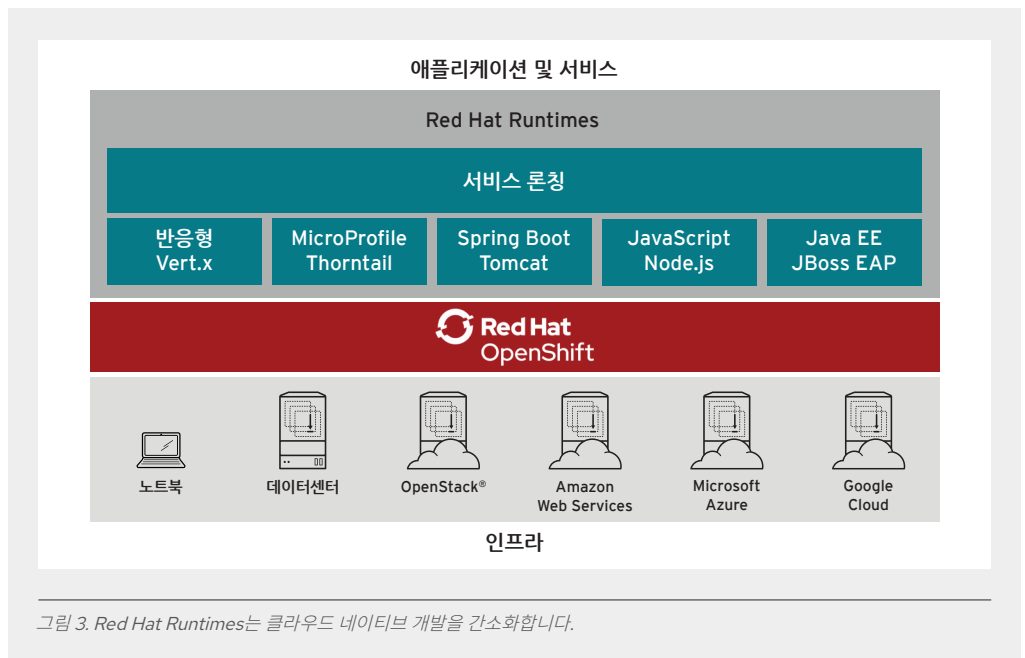 애플리케이션 및 서비스
Red Hat Runtimes
서비스 론칭
반응형
Vert.x
MicroProfile
Thorntail
Spring Boot
Tomcat
JavaScript
Node.js
Java EE
JBoss EAP
Red Hat
OpenShift
노트북
데이터센터
OpenStack®
Amazon
Web Services
Microsoft
Azure
Google
Cloud
인프라
그림 3. Red Hat Runtimes는 클라우드 네이티브 개발을 간소화합니다.